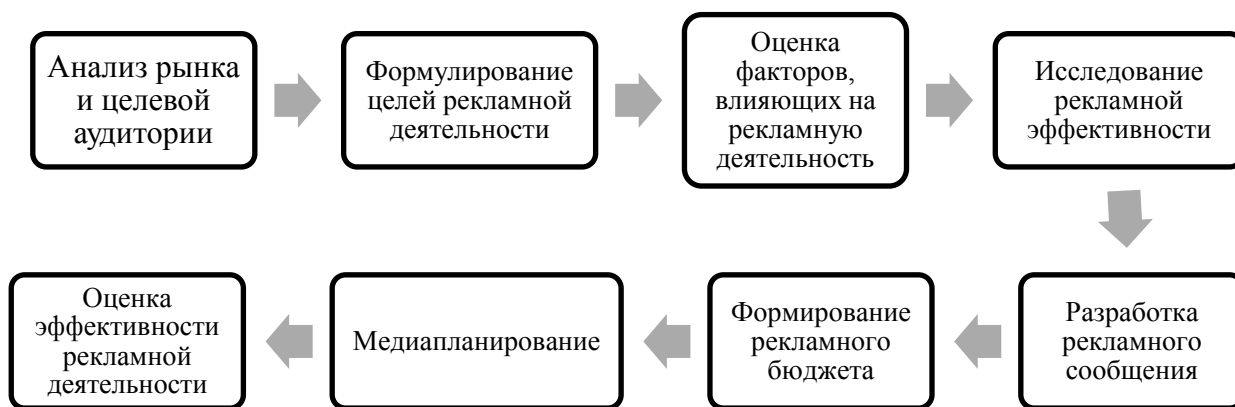 Анализ рынка
и целевой
аудитории
Формулирование
целей рекламной
деятельности
Оценка
факторов,
влияющих на
рекламную
деятельность
Исследование
рекламной
эффективности
Разработка
рекламного
сообщения
Формирование
рекламного
бюджета
Медиапланирование
Оценка
эффективности
рекламной
деятельности